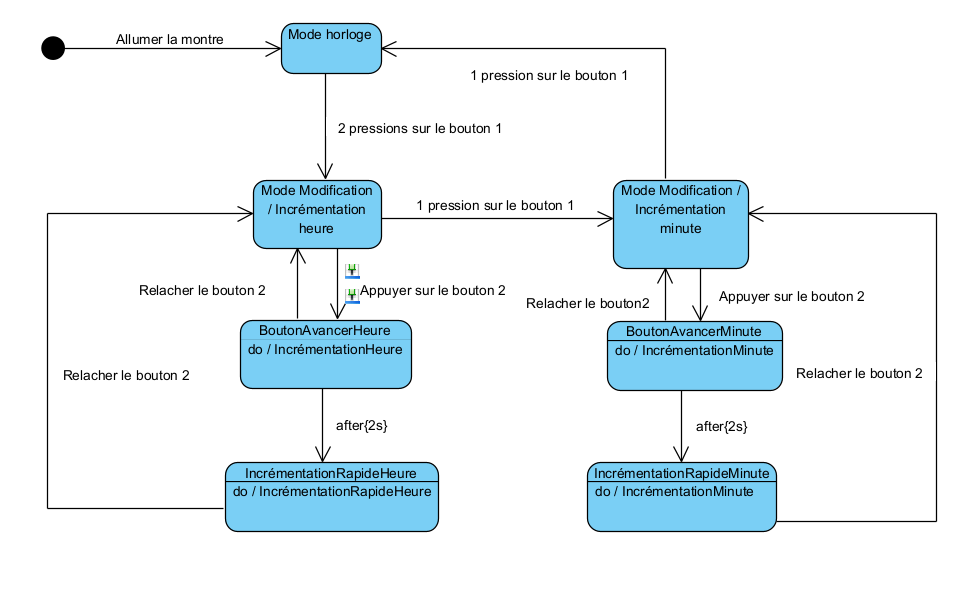 Allumer la montre
Mode horloge
1 pression sur le bouton 1
2 pressions sur le bouton 1
Mode Modification
/ Incrémentation
heure
1 pression sur le bouton 1
Mode Modification /
Incrémentation
minute
Relacher le bouton 2
Appuyer sur le bouton 2
Relacher le bouton2
Appuyer sur le bouton 2
BoutonAvancerHeure
do / IncrémentationHeure
BoutonAvancerMinute
do / IncrémentationMinute
Relacher le bouton 2
Relacher le bouton 2
after{2s}
after{2s}
IncrémentationRapideHeure
do / IncrémentationRapideHeure
IncrémentationRapideMinute
do / IncrémentationMinute